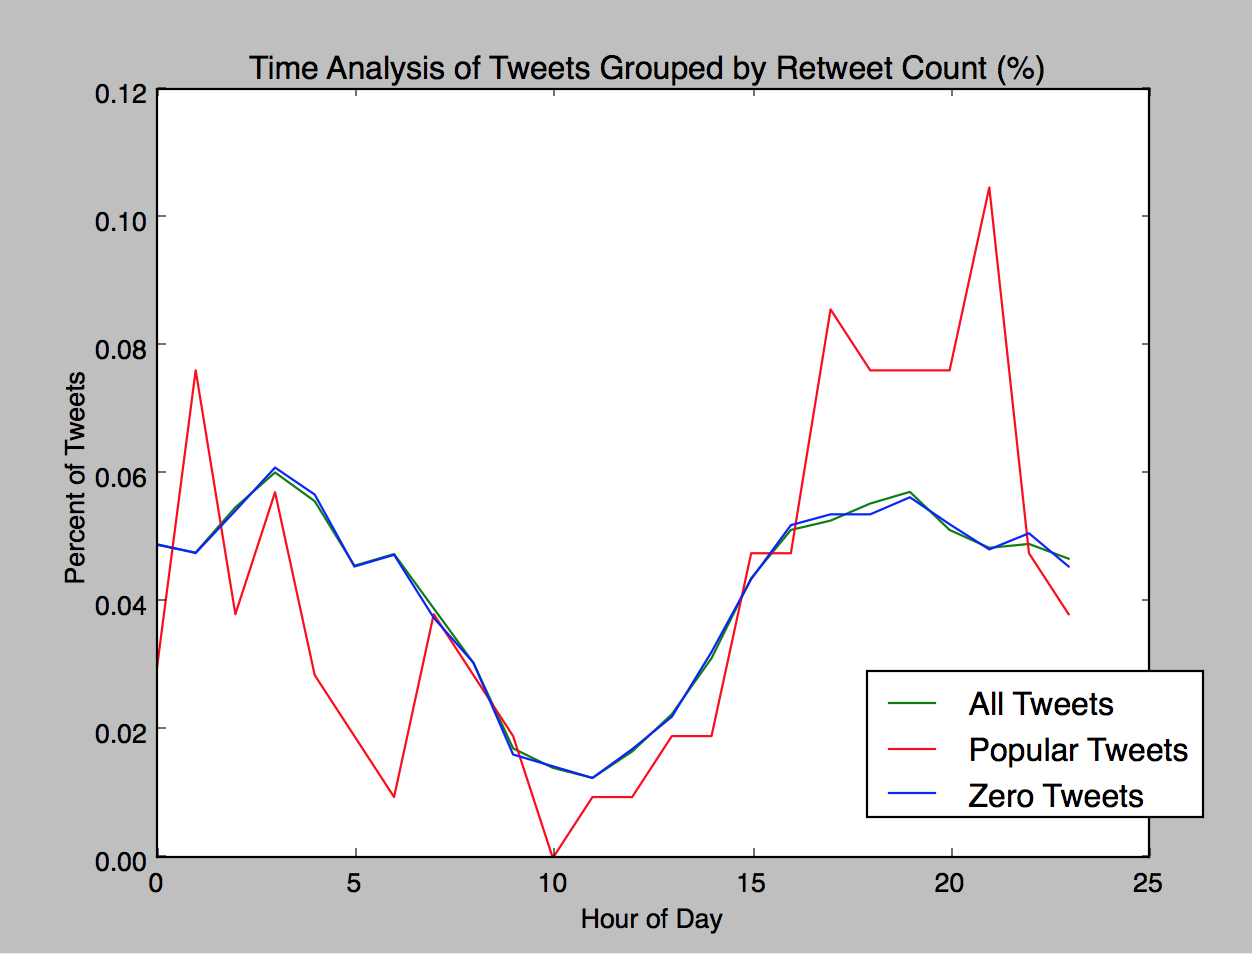 Time Analysis of Tweets Grouped by Retweet Count (%)
0.12
0.10
0.08
0.06
0.04
0.02
0.00
Percent of Tweets
0 5 10 15 20 25
Hour of Day
All Tweets
Popular Tweets
Zero Tweets